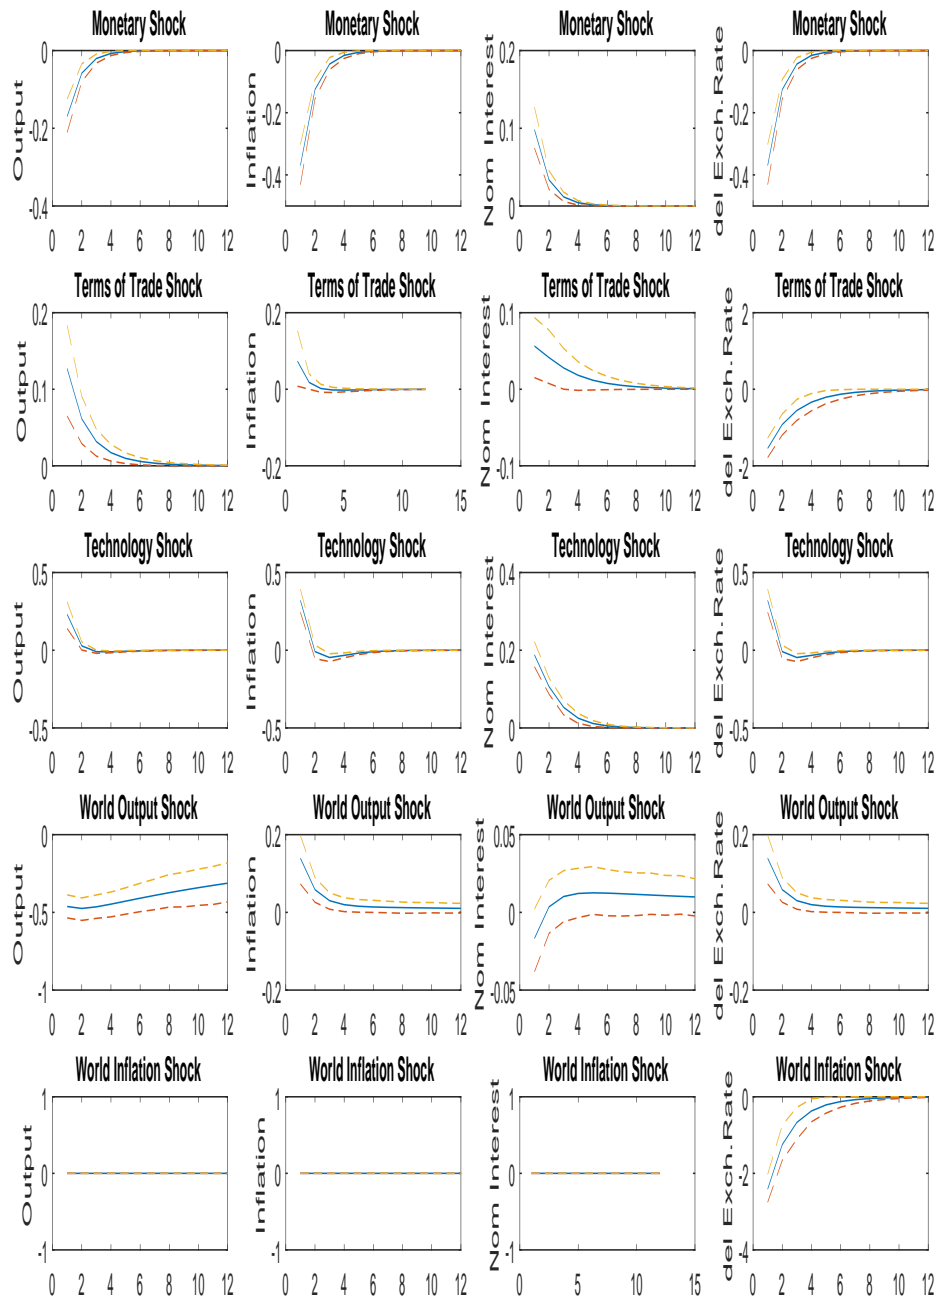 Monetary Shock Monetary Shock Monetary Shock Monetary Shock
Output Inflation Nom Interest del Exch.Rate
0 -0.2 -0.4
0 -0.2 -0.4
0.2 0.1 0
0 -0.2 -0.4
0 2 4 6 8 10 12 0 2 4 6 8 10 12 0 2 4 6 8 10 12 0 2 4 6 8 10 12
Terms of Trade Shock Terms of Trade Shock Terms of Trade Shock Terms of Trade Shock
Output Inflation Nom Interest del Exch.Rate
0.2 0.1 0
0.2 0 -0.2
0.1 0 -0.1
2 0 -2
0 2 4 6 8 10 12 0 5 10 15 0 2 4 6 8 10 12 0 2 4 6 8 10 12
Technology Shock Technology Shock Technology Shock Technology Shock
Output Inflation Nom Interest del Exch.Rate
0.5 0 -0.5
0.5 0 -0.5
0.4 0.2 0
0.5 0 -0.5
0 2 4 6 8 10 12 0 2 4 6 8 10 12 0 2 4 6 8 10 12 0 2 4 6 8 10 12
World Output Shock World Output Shock World Output Shock World Output Shock
Output Inflation Nom Interest del Exch.Rate
0 -0.5 -1
0.2 0 -0.2
0.05 0 -0.05
0.2 0 -0.2
0 2 4 6 8 10 12 0 2 4 6 8 10 12 0 2 4 6 8 10 12 0 2 4 6 8 10 12
World Inflation Shock World Inflation Shock World Inflation Shock World Inflation Shock
Output Inflation Nom Interest del Exch.Rate
1 0 -1
1 0 -1
1 0 -1
0 -2 -4
0 2 4 6 8 10 12 0 2 4 6 8 10 12 0 5 10 15 0 2 4 6 8 10 12